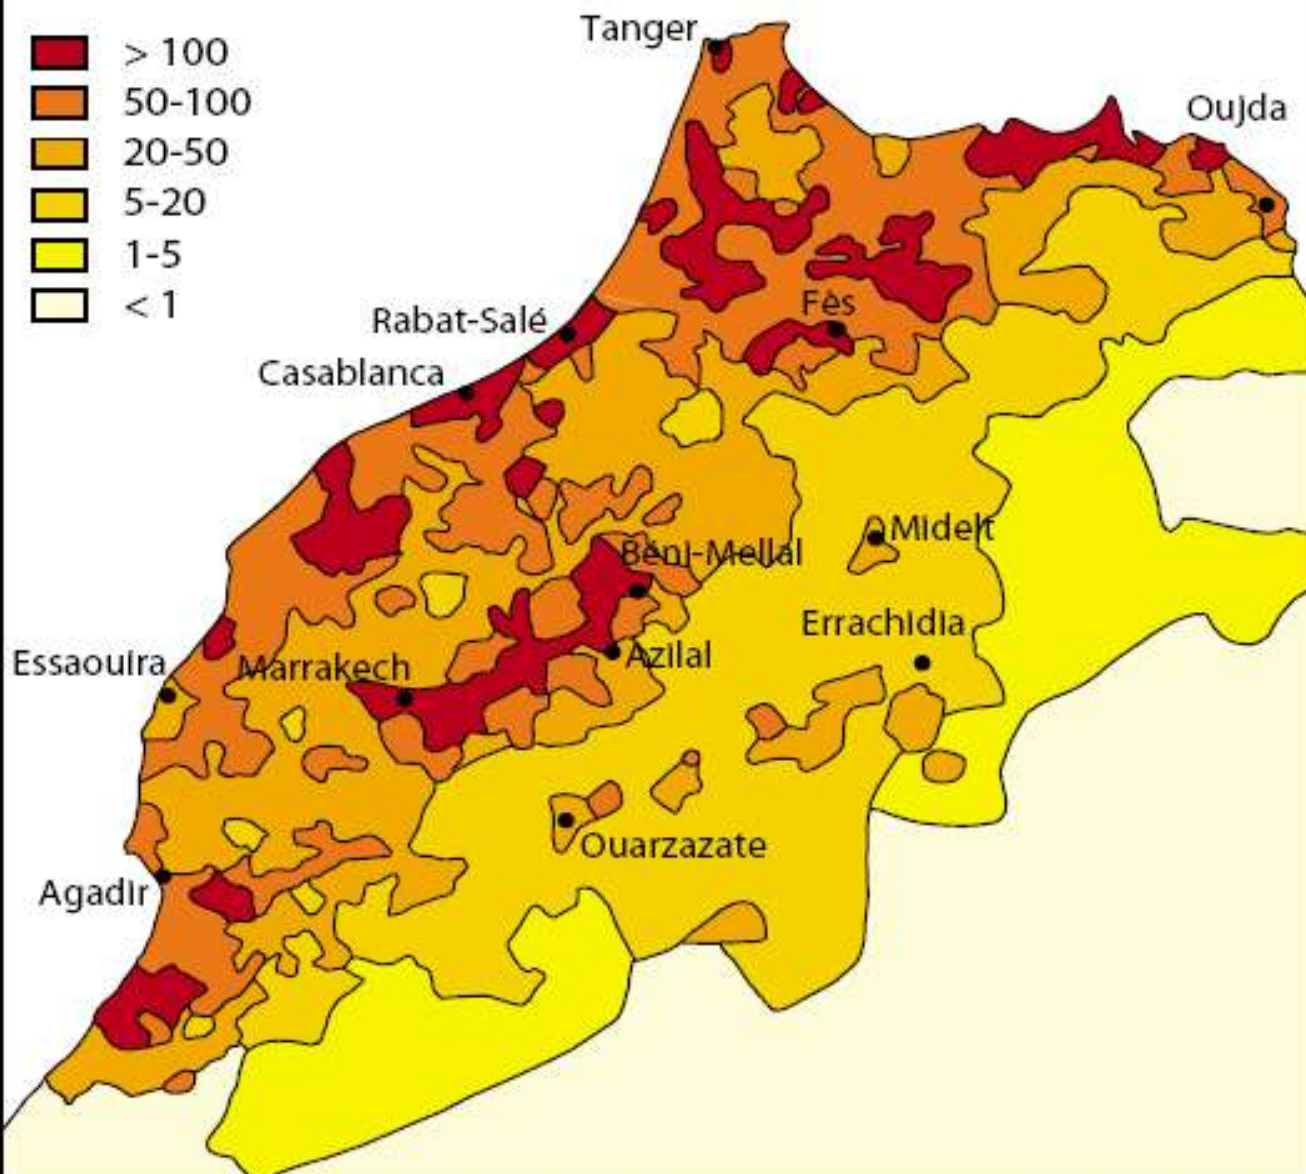 > 100
50-100
20-50
5-20
1-5
< 1
Tanger
Oujda
Fès
Rabat-Salé
Casablanca
Midelt
Béni-Mellal
Errachidia
Azilal
Essaouira
Marrakech
Ouarzazate
Agadir